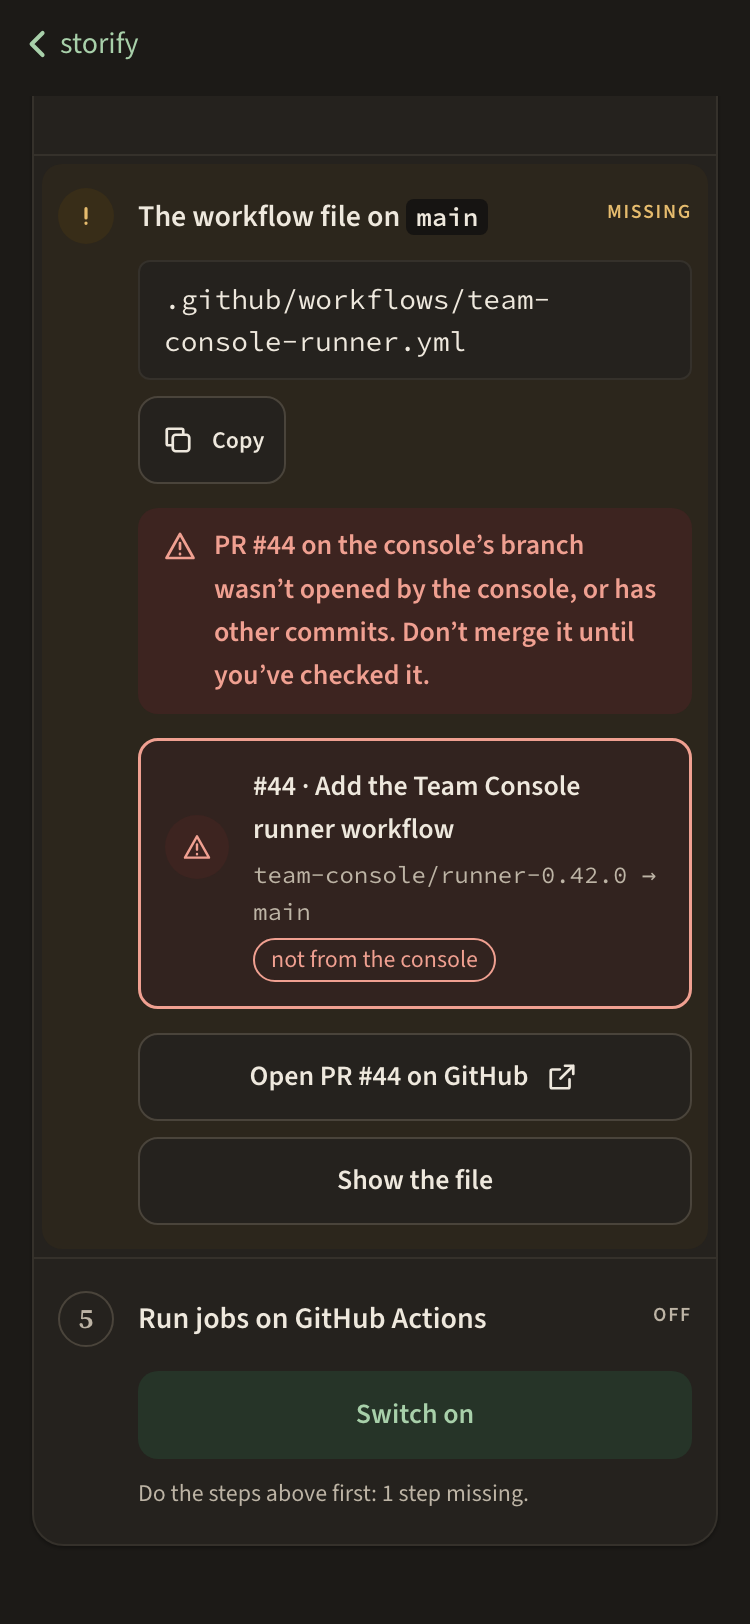 storify
!
The workflow file on main
MISSING
.github/workflows/team-
console-runner.yml
Copy
PR #44 on the console’s branch
wasn’t opened by the console, or has
other commits. Don’t merge it until
you’ve checked it.
#44 · Add the Team Console
runner workflow
team-console/runner-0.42.0 →
main
not from the console
Open PR #44 on GitHub
Show the file
5
Run jobs on GitHub Actions
OFF
Switch on
Do the steps above first: 1 step missing.